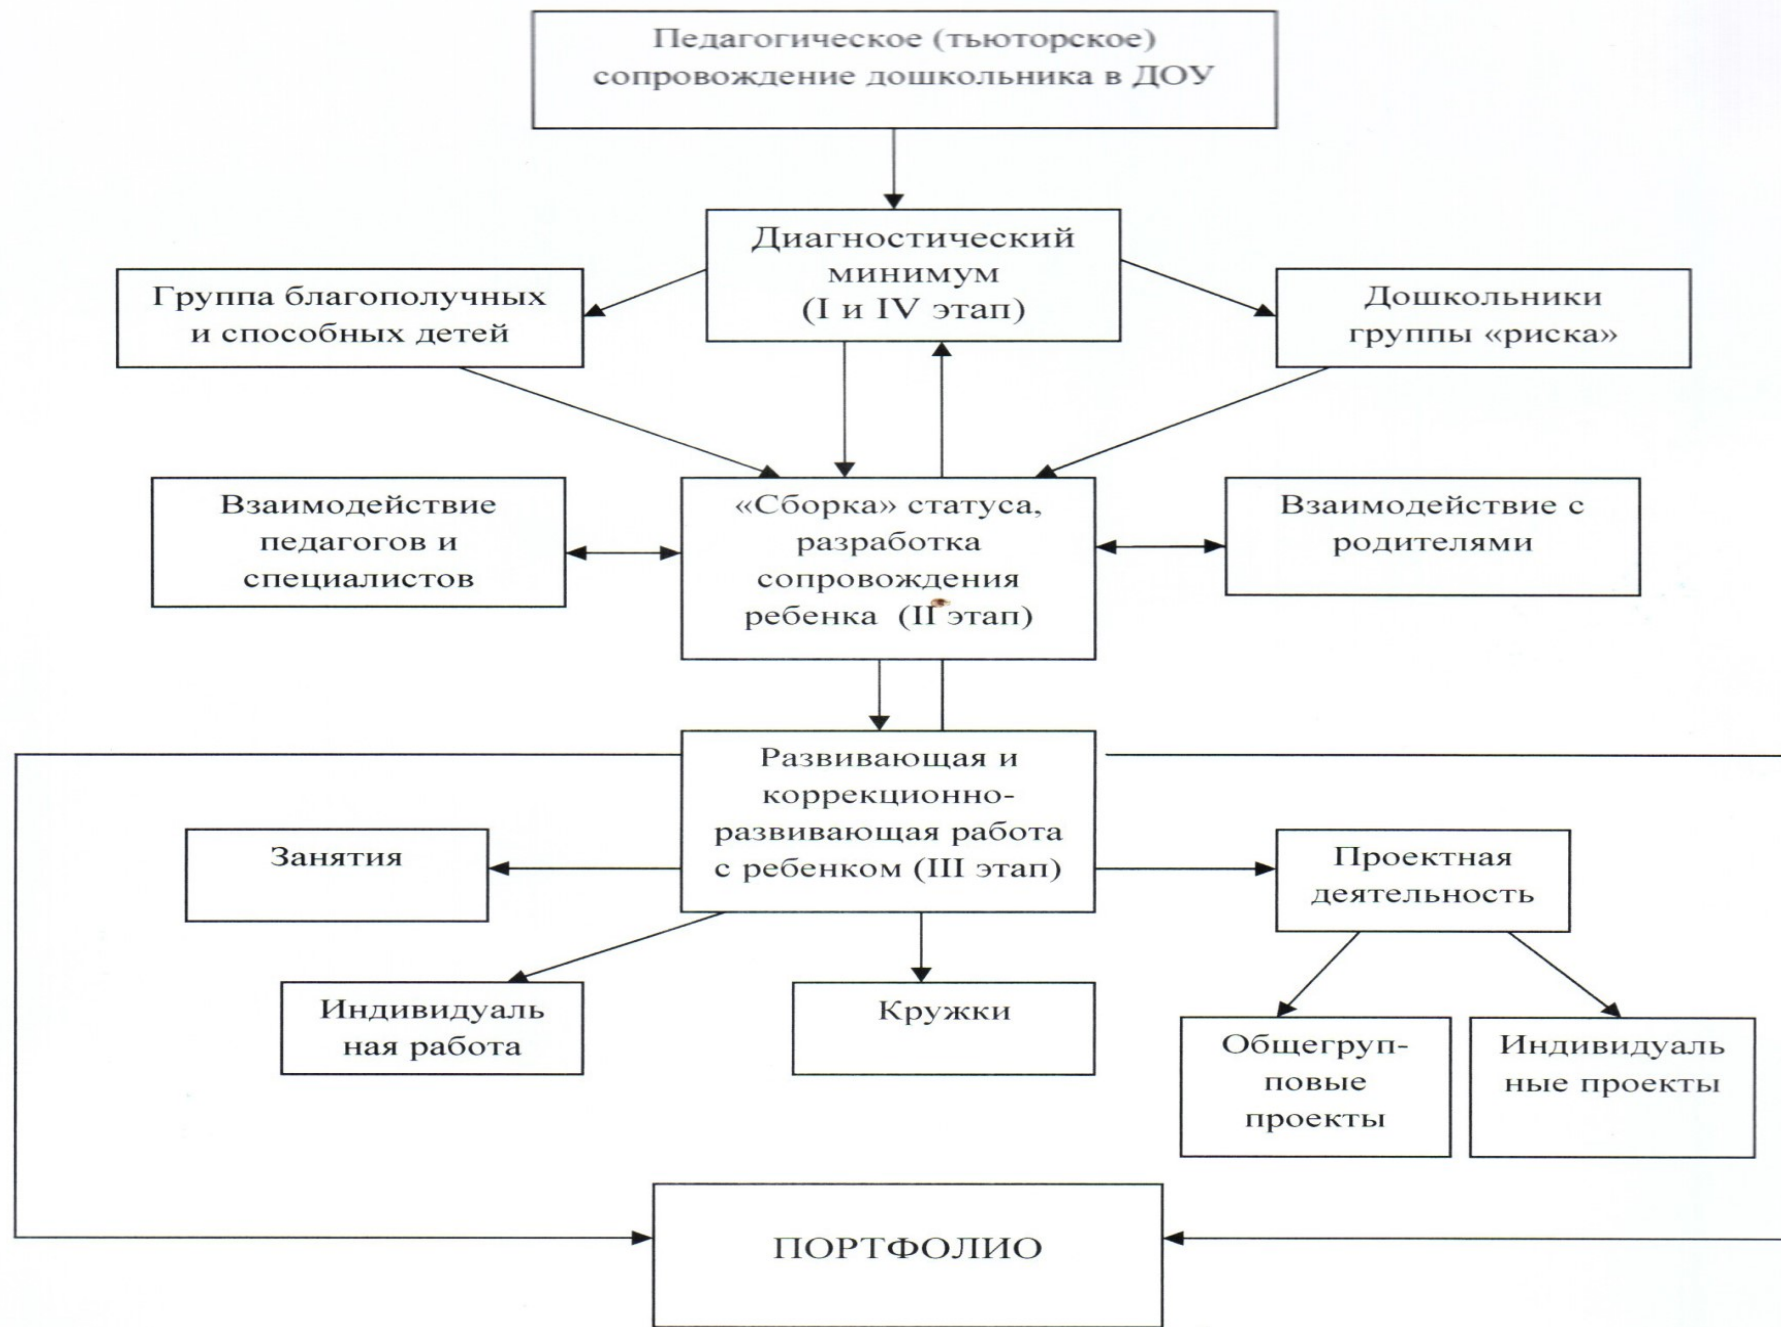 Педагогическое (тьюторское)
сопровождение дошкольника в ДОУ
Диагностический
минимум
(I и IV этап)
Группа благополучных
и способных детей
Дошкольники
группы «риска»
Взаимодействие
педагогов и
специалистов
«Сборка» статуса,
разработка
сопровождения
ребенка (II этап)
Взаимодействие с
родителями
Развивающая и
коррекционно-
развивающая работа
с ребенком (III этап)
Занятия
Проектная
деятельность
Индивидуаль
ная работа
Кружки
Общегруп-
повые
проекты
Индивидуаль
ные проекты
ПОРТФОЛИО